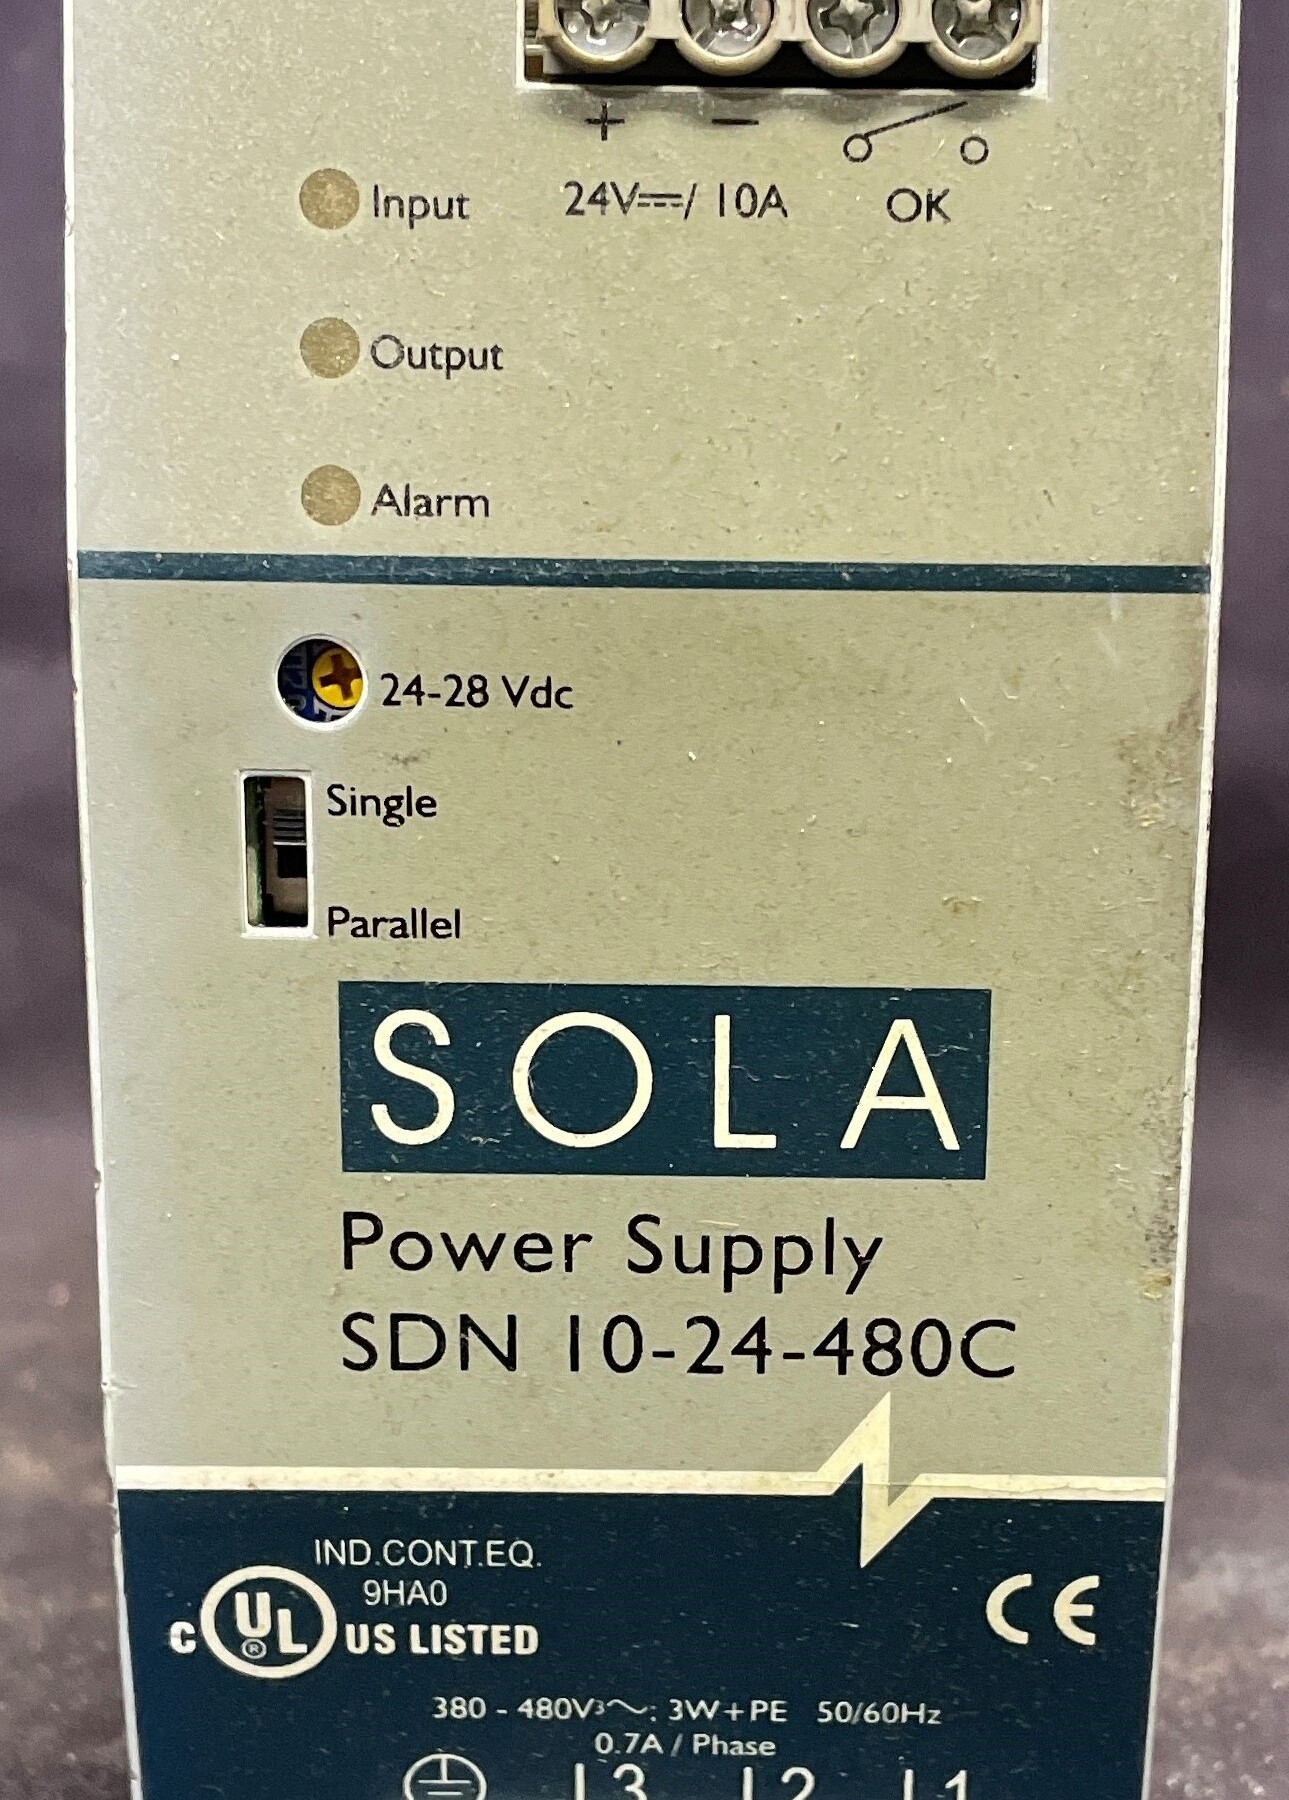 + −
Input 24V⎓/ 10A OK
Output
Alarm
24-28 Vdc
Single
Parallel
SOLA
Power Supply
SDN 10-24-480C
IND.CONT.EQ.
9HA0
C UL® US LISTED CE
380 - 480V3~: 3W+PE 50/60Hz
0.7A / Phase
L3 L2 L1